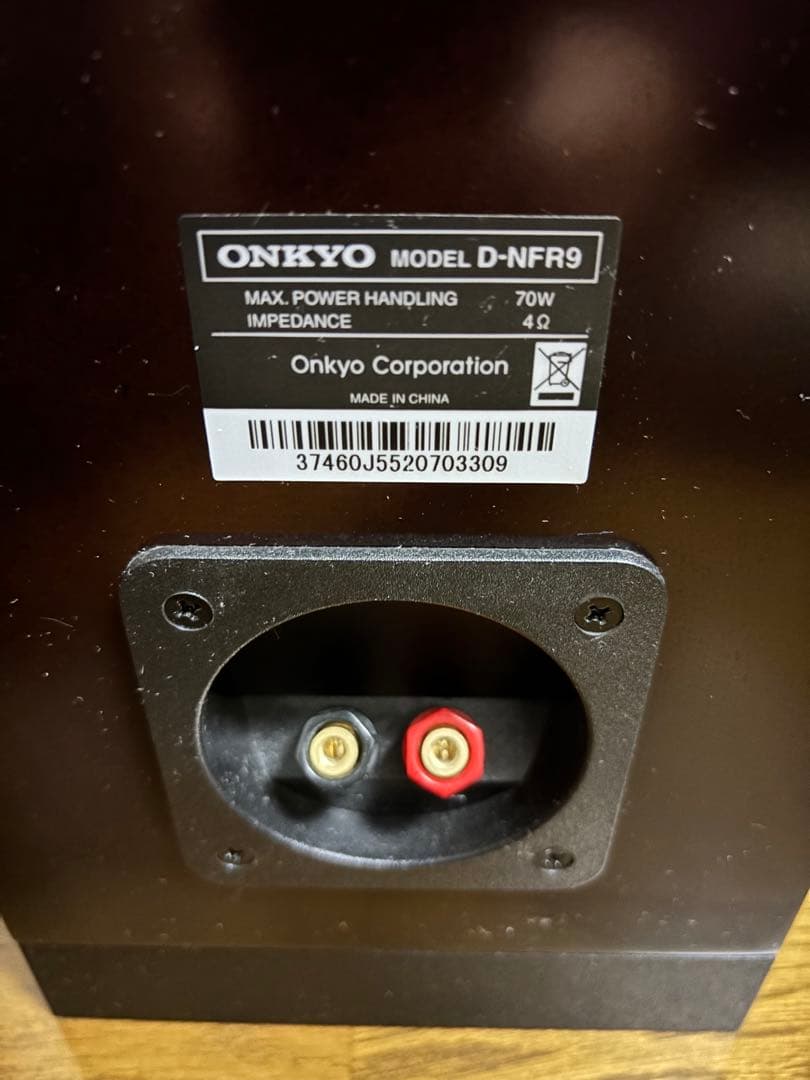 ONKYO MODEL D-NFR9
MAX. POWER HANDLING 70W
IMPEDANCE 4Ω
Onkyo Corporation
MADE IN CHINA
37460J5520703309